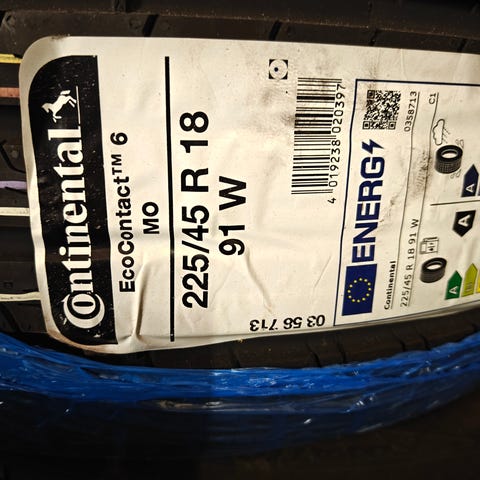 Continental
EcoContact™ 6
MO
225/45 R 18
91 W
03 58 713
4 019238 020397
ENERG
0358713
Continental
225/45 R 18 91 W
C1
A
A
A
B